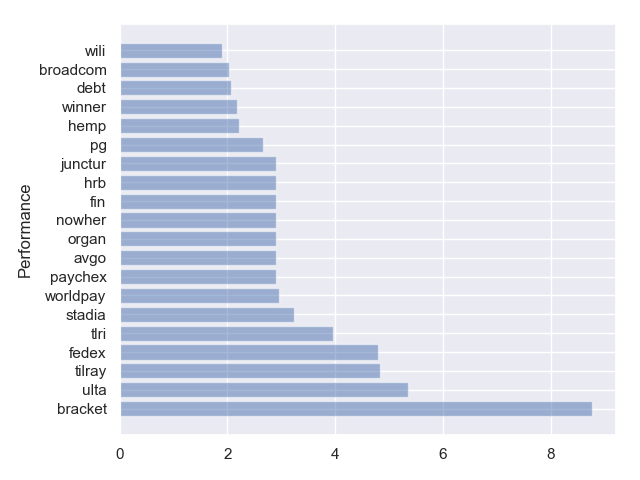 wili
broadcom
debt
winner
hemp
pg
junctur
hrb
fin
nowher
organ
avgo
paychex
worldpay
stadia
tlri
fedex
tilray
ulta
bracket
Performance
0 2 4 6 8